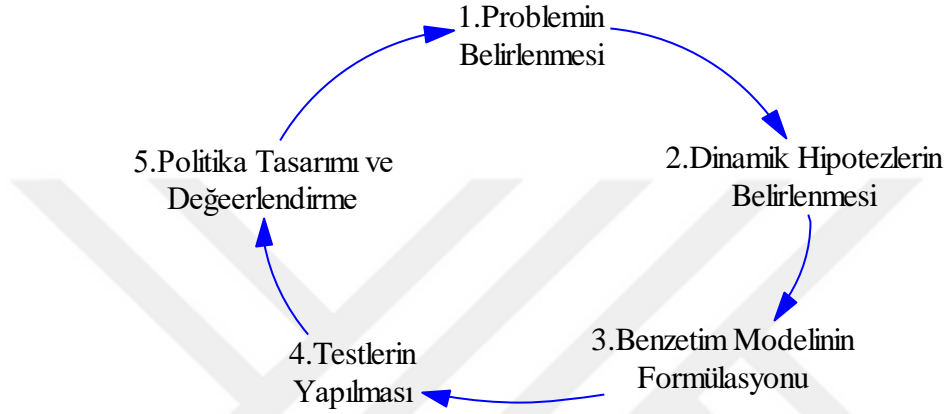 1.Problemin
Belirlenmesi
2.Dinamik Hipotezlerin
Belirlenmesi
3.Benzetim Modelinin
Formülasyonu
4.Testlerin
Yapılması
5.Politika Tasarımı ve
Değeerlendirme